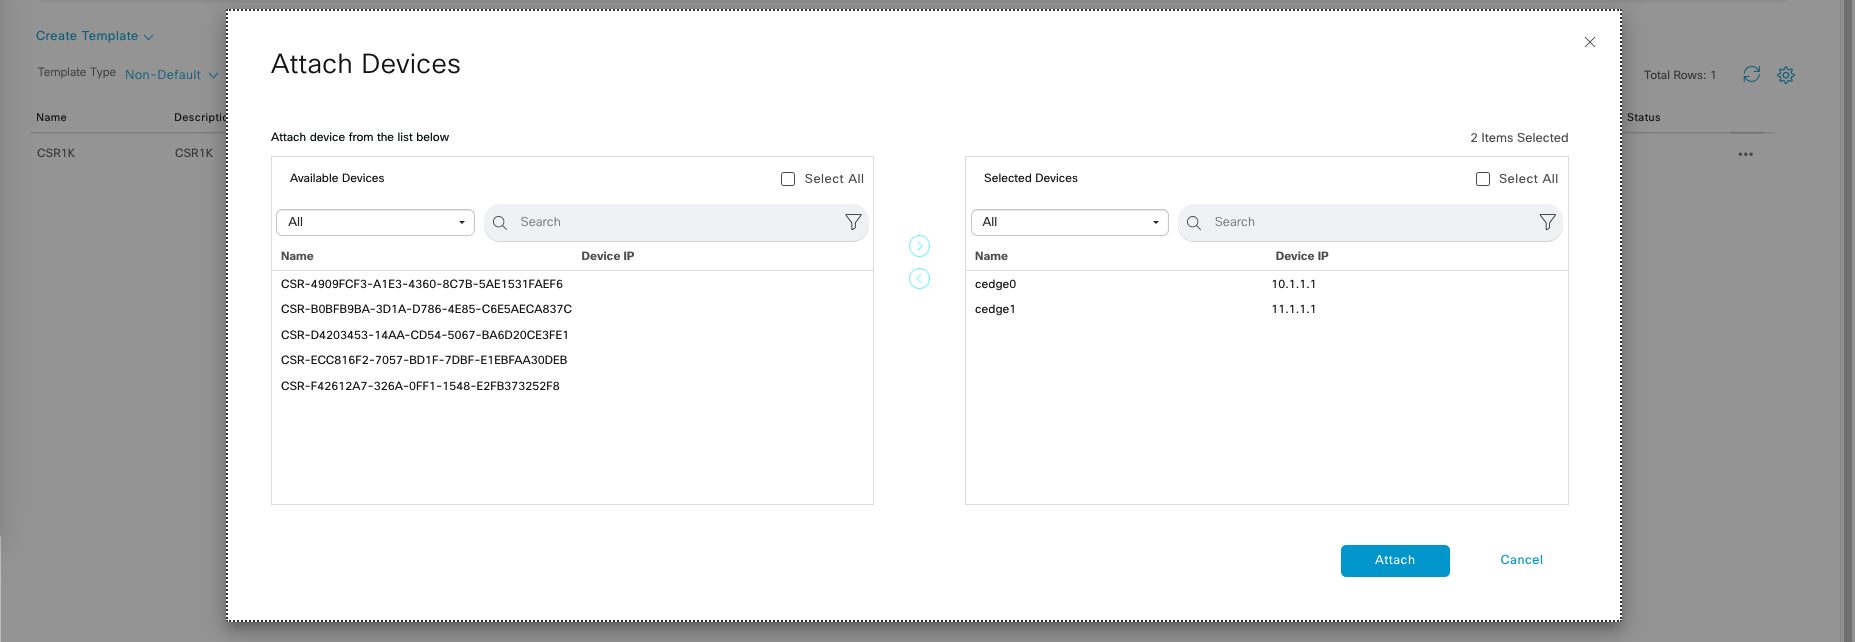 Create Template
Template Type Non-Default
Total Rows: 1
Name Descriptio Status
CSR1K CSR1K
Attach Devices
Attach device from the list below
2 Items Selected
Available Devices Select All
All Search
Name Device IP
CSR-4909FCF3-A1E3-4360-8C7B-5AE1531FAEF6
CSR-B0BFB9BA-3D1A-D786-4E85-C6E5AECA837C
CSR-D4203453-14AA-CD54-5067-BA6D20CE3FE1
CSR-ECC816F2-7057-BD1F-7DBF-E1EBFAA30DEB
CSR-F42612A7-326A-0FF1-1548-E2FB373252F8
Selected Devices Select All
All Search
Name Device IP
cedge0 10.1.1.1
cedge1 11.1.1.1
Attach Cancel